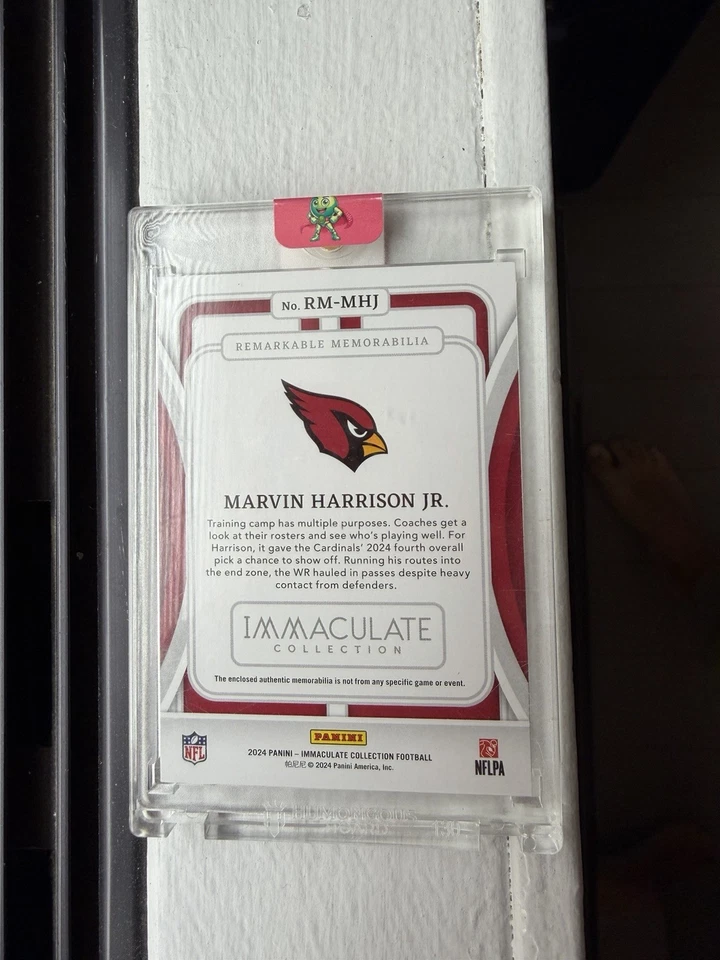 No. RM-MHJ
REMARKABLE MEMORABILIA
MARVIN HARRISON JR.
Training camp has multiple purposes. Coaches get a
look at their rosters and see who's playing well. For
Harrison, it gave the Cardinals' 2024 fourth overall
pick a chance to show off. Running his routes into
the end zone, the WR hauled in passes despite heavy
contact from defenders.
IMMACULATE
COLLECTION
The enclosed authentic memorabilia is not from any specific game or event.
PANINI
NFL
2024 PANINI – IMMACULATE COLLECTION FOOTBALL
帕尼尼 © 2024 Panini America, Inc.
NFLPA